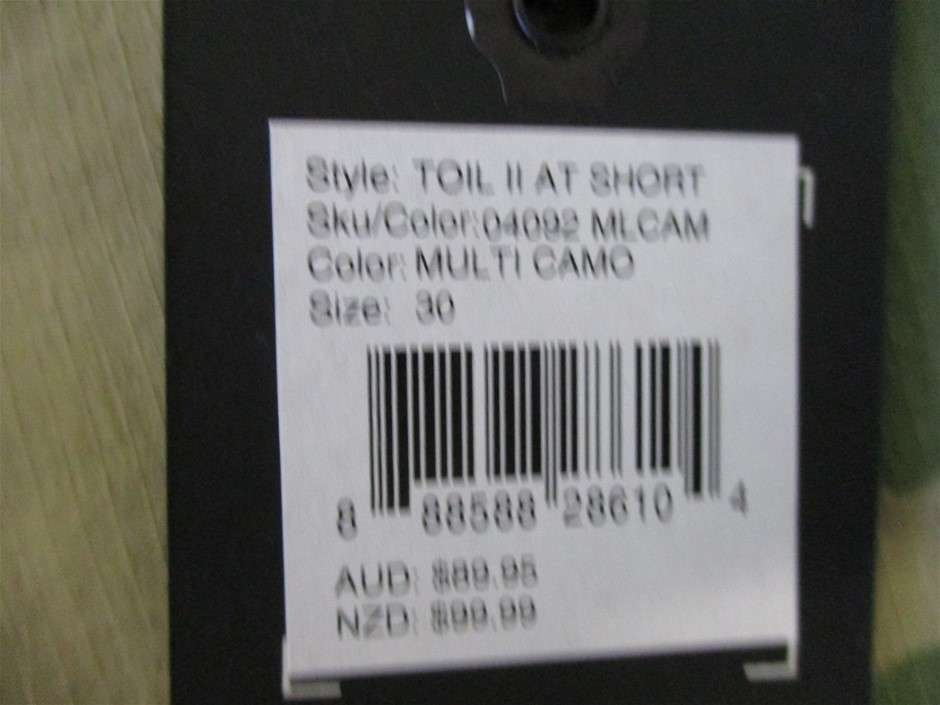 Style: TOIL II AT SHORT
Sku/Color:04092 MLCAM
Color: MULTI CAMO
Size: 30
8 88588 28610 4
AUD: $89.95
NZD: $99.99